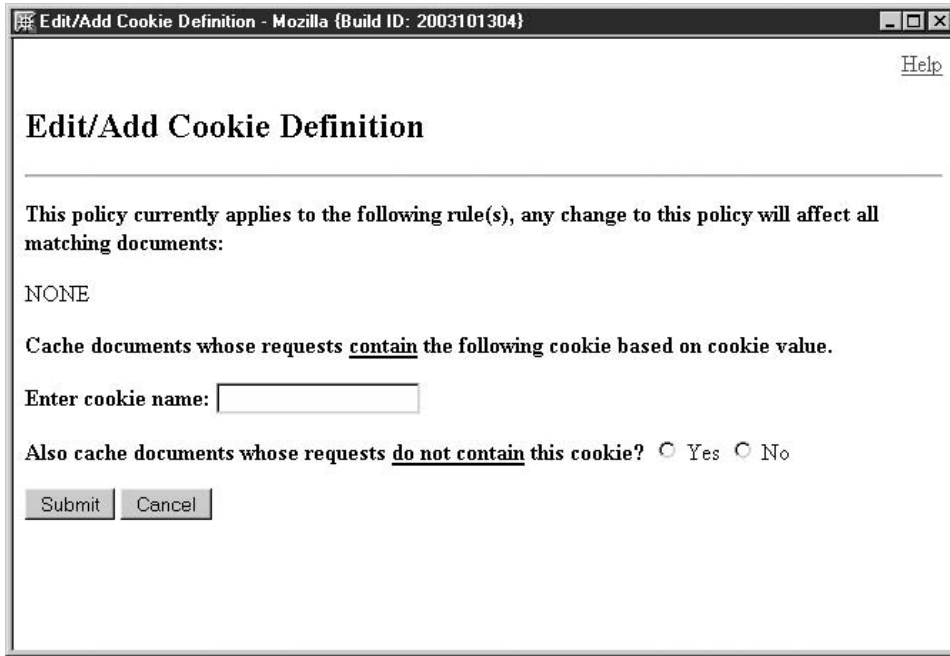 Edit/Add Cookie Definition - Mozilla {Build ID: 2003101304}
Help
Edit/Add Cookie Definition
This policy currently applies to the following rule(s), any change to this policy will affect all
matching documents:
NONE
Cache documents whose requests contain the following cookie based on cookie value.
Enter cookie name:
Also cache documents whose requests do not contain this cookie? Yes No
Submit Cancel